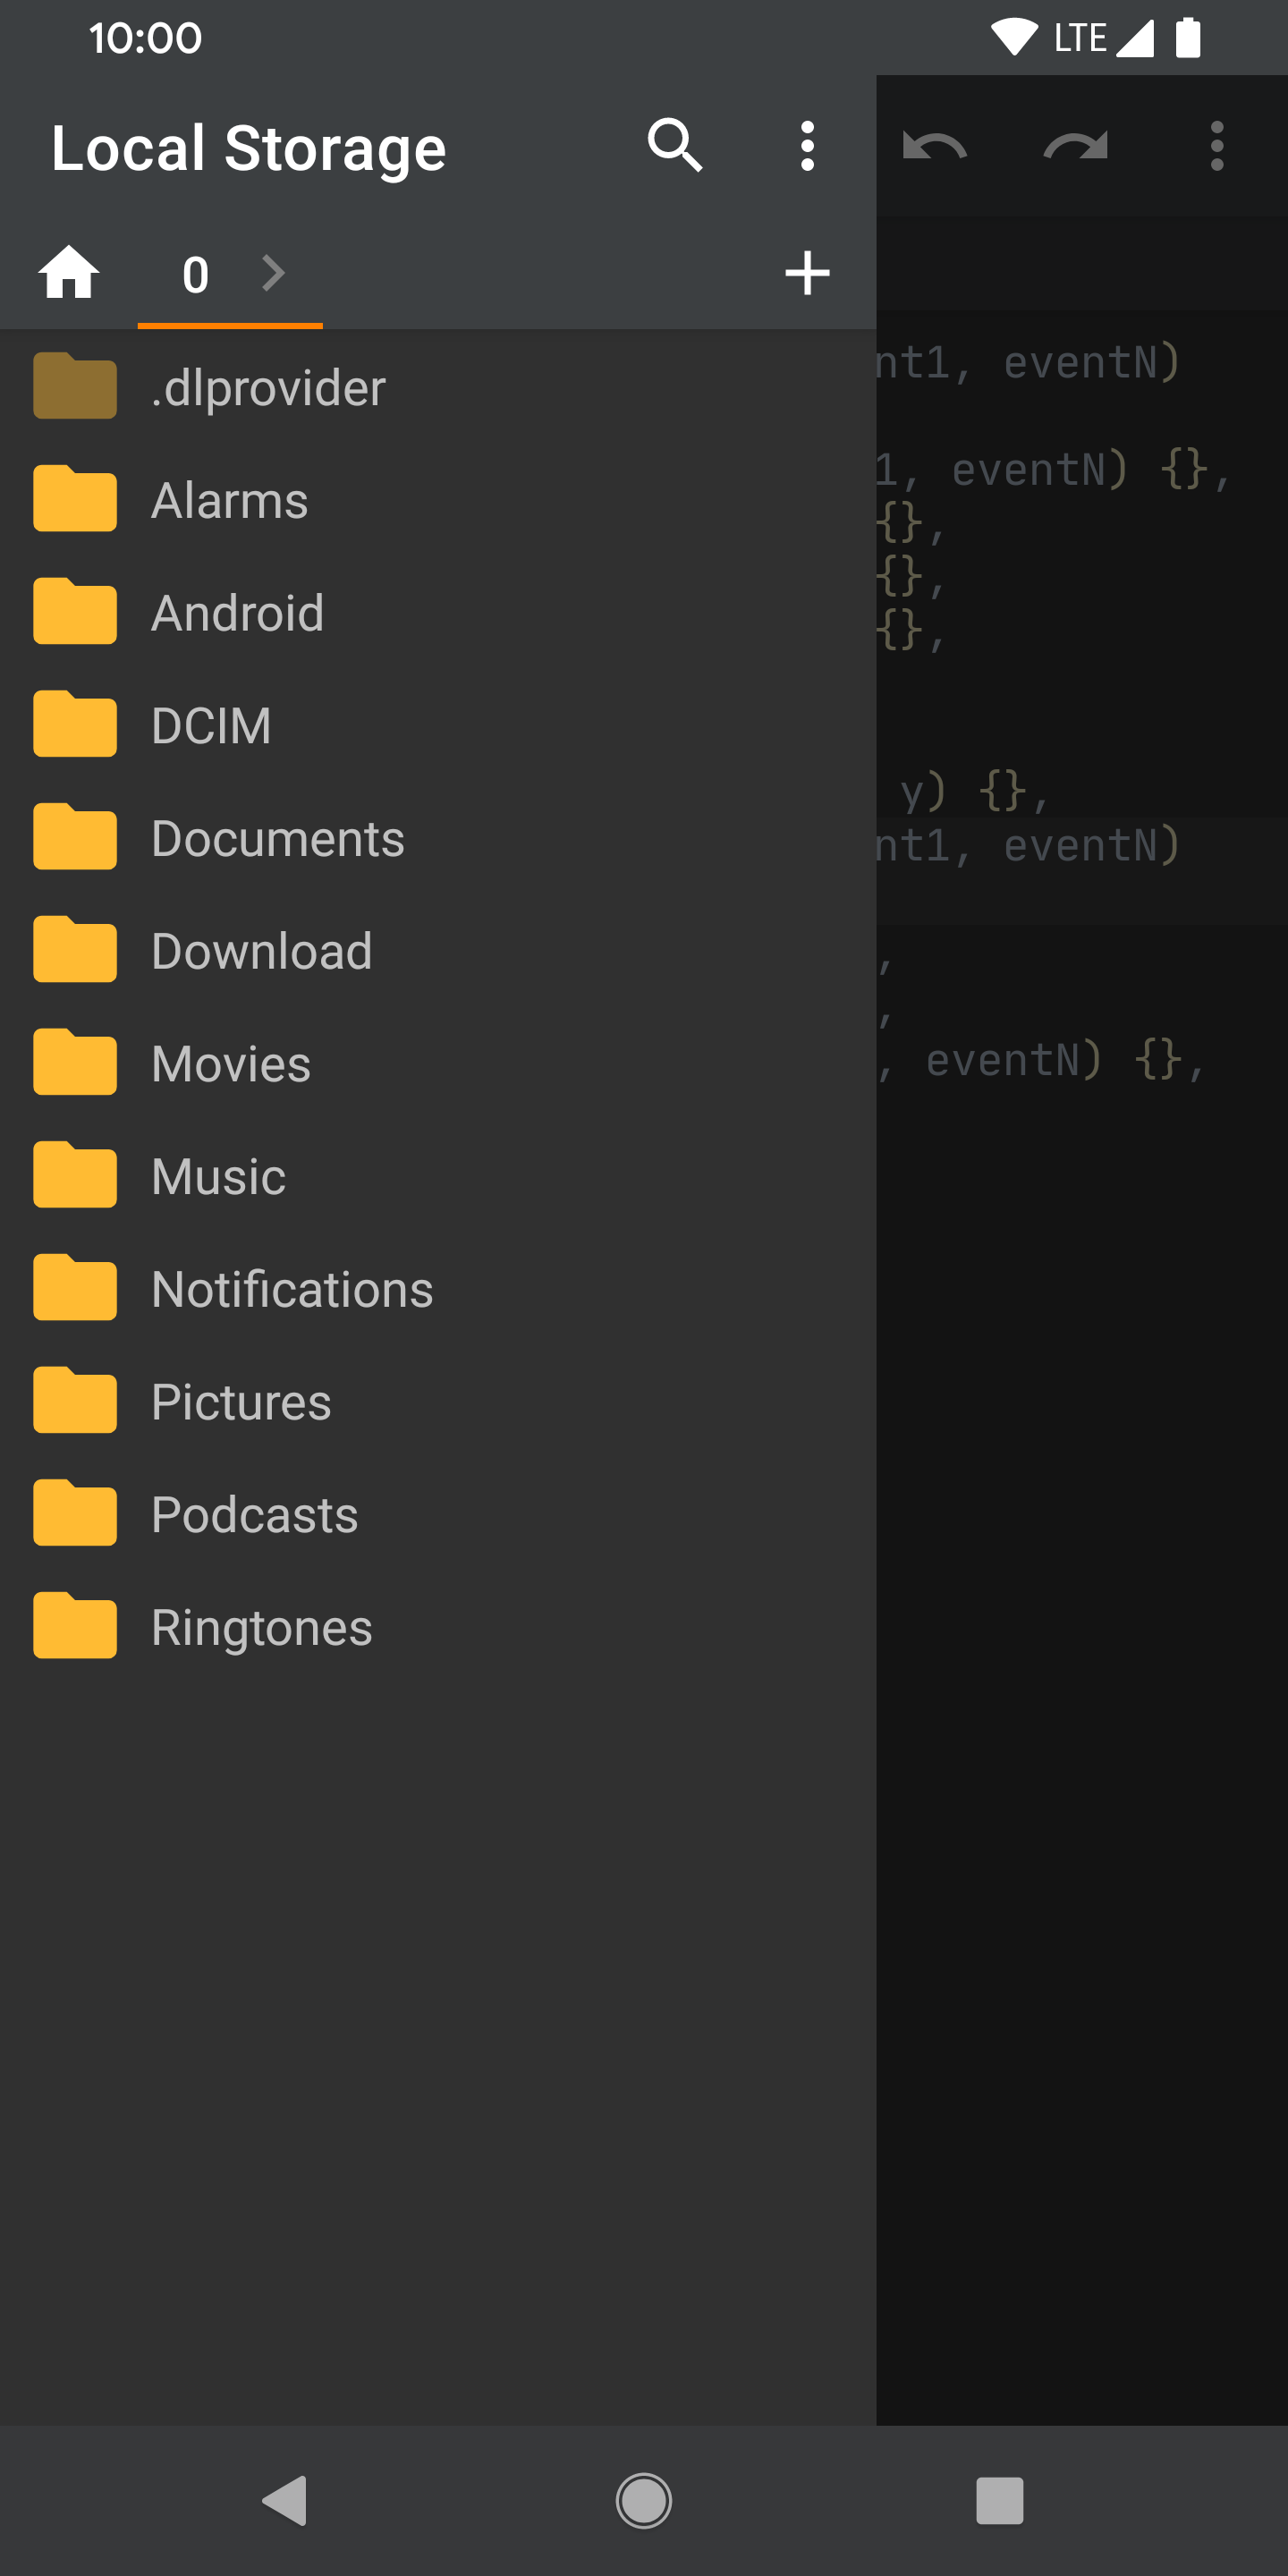 10:00
LTE
Local Storage
0
.dlprovider
Alarms
Android
DCIM
Documents
Download
Movies
Music
Notifications
Pictures
Podcasts
Ringtones
nt1, eventN)
1, eventN) {},
{},
{},
{},
y) {},
nt1, eventN)
,
,
, eventN) {},